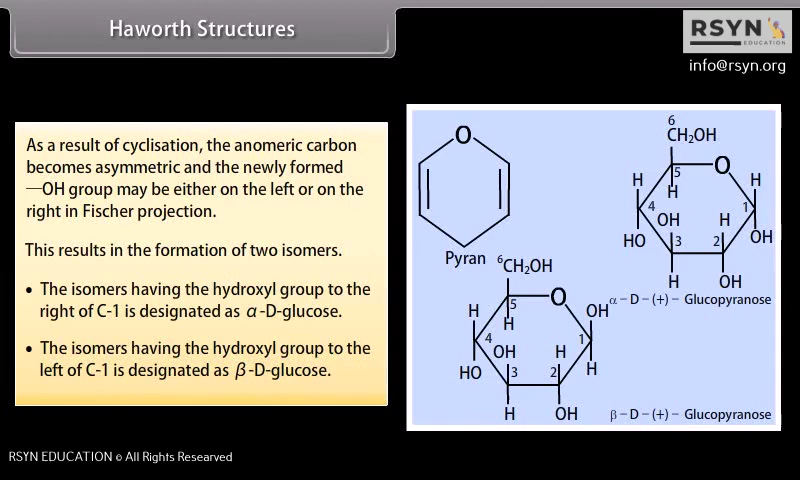 Haworth Structures
RSYN
EDUCATION
info@rsyn.org
As a result of cyclisation, the anomeric carbon
becomes asymmetric and the newly formed
—OH group may be either on the left or on the
right in Fischer projection.
This results in the formation of two isomers.
• The isomers having the hydroxyl group to the
right of C-1 is designated as α-D-glucose.
• The isomers having the hydroxyl group to the
left of C-1 is designated as β-D-glucose.
O
Pyran
6
CH₂OH
5
O
H
H
H
4
OH
H
1
HO
3
2
OH
H
OH
α – D – (+) – Glucopyranose
6CH₂OH
5
O
H
H
OH
4
OH
H
1
HO
3
2
H
H
OH
β – D – (+) – Glucopyranose
RSYN EDUCATION © All Rights Researved